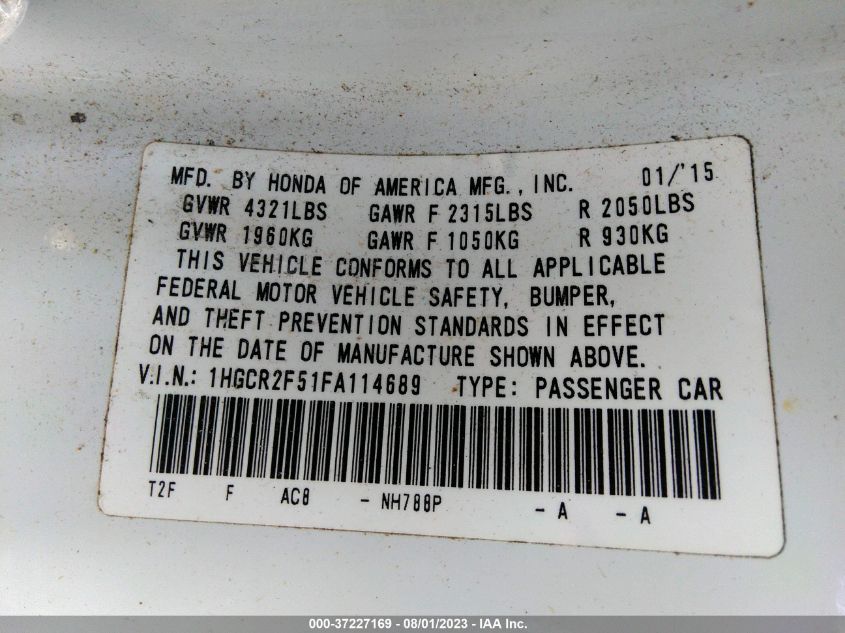 MFD. BY HONDA OF AMERICA MFG., INC. 01/'15
GVWR 4321LBS GAWR F 2315LBS R 2050LBS
GVWR 1960KG GAWR F 1050KG R 930KG
THIS VEHICLE CONFORMS TO ALL APPLICABLE
FEDERAL MOTOR VEHICLE SAFETY, BUMPER,
AND THEFT PREVENTION STANDARDS IN EFFECT
ON THE DATE OF MANUFACTURE SHOWN ABOVE.
V.I.N.: 1HGCR2F51FA114689 TYPE: PASSENGER CAR
T2F F AC8 - NH788P - A - A
000-37227169 - 08/01/2023 - IAA Inc.